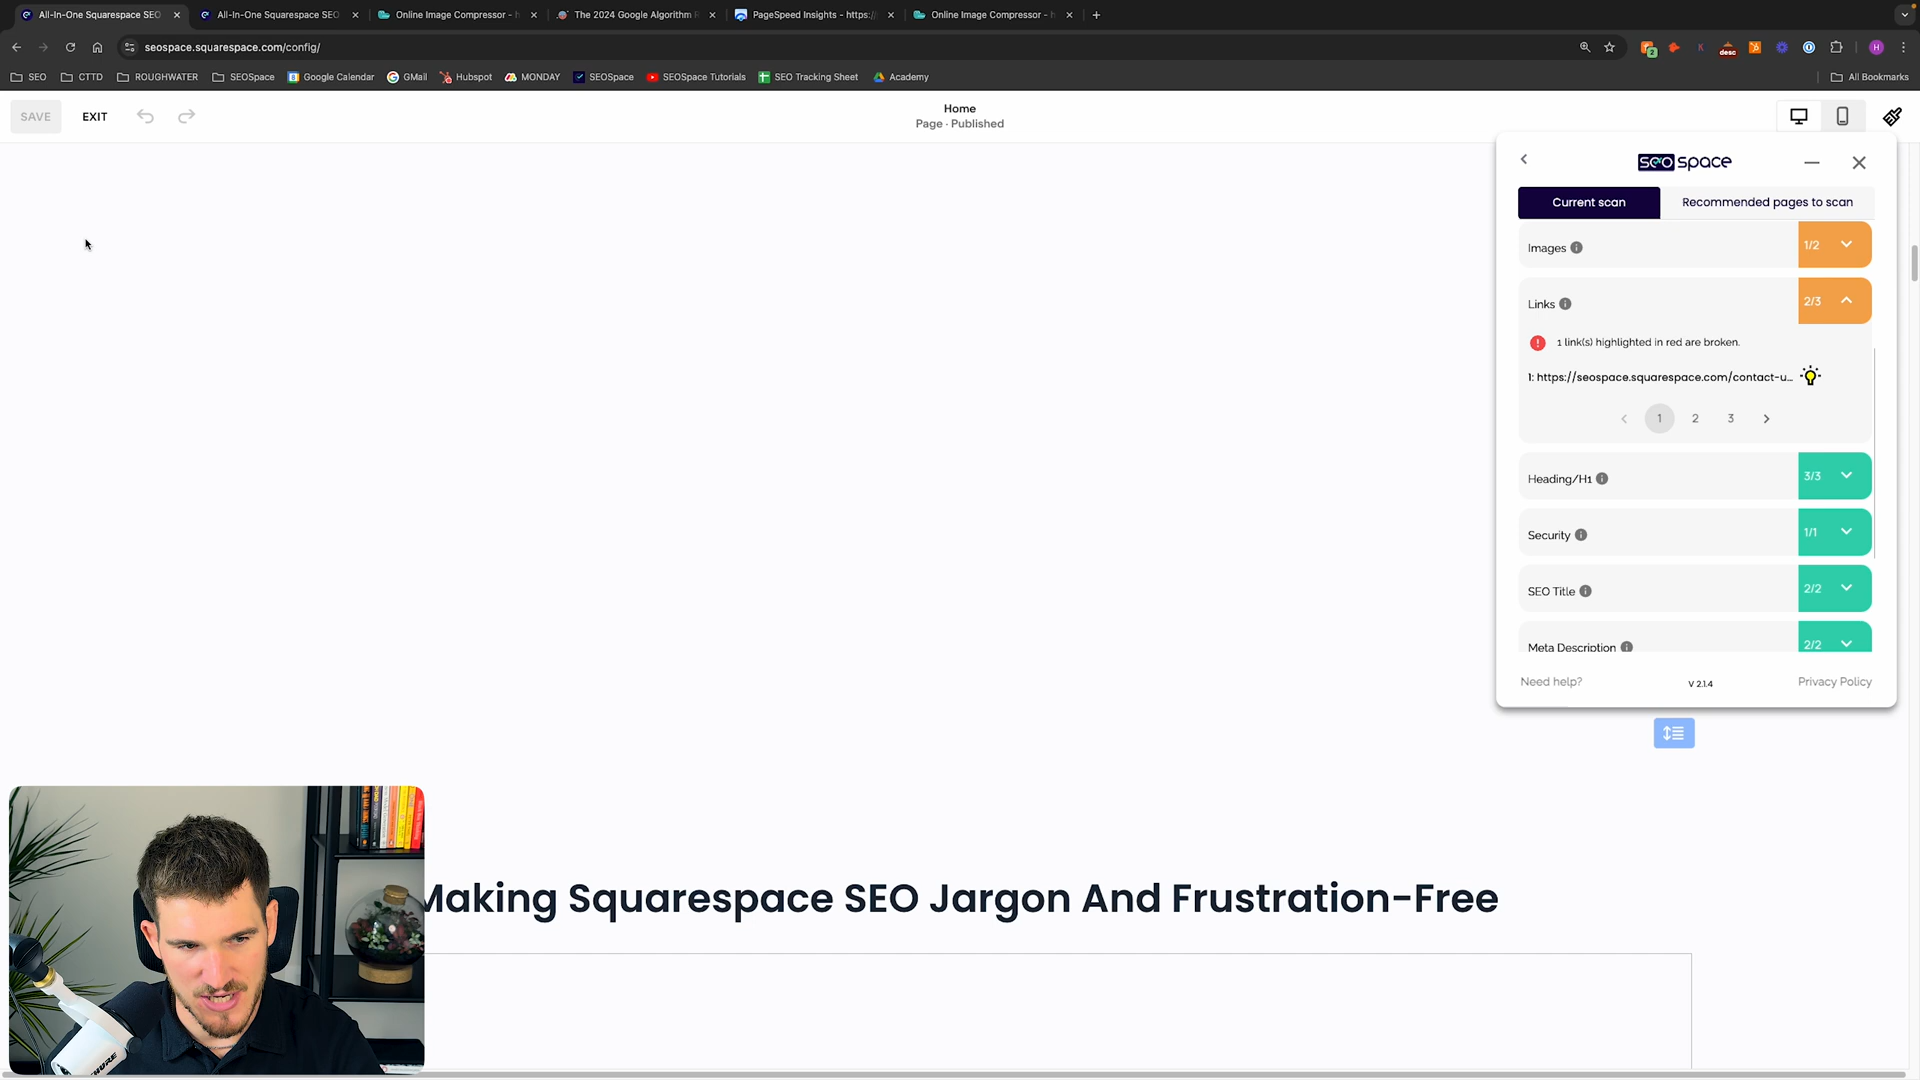 All-In-One Squarespace SEO
All-In-One Squarespace SEO
Online Image Compressor - h
The 2024 Google Algorithm R
PageSpeed Insights - https://
Online Image Compressor - h
seospace.squarespace.com/config/
2
desc
H
SEO
CTTD
ROUGHWATER
SEOSpace
Google Calendar
GMail
Hubspot
MONDAY
SEOSpace
SEOSpace Tutorials
SEO Tracking Sheet
Academy
All Bookmarks
SAVE
EXIT
Home
Page · Published
seo space
Current scan
Recommended pages to scan
Images
1/2
Links
2/3
1 link(s) highlighted in red are broken.
1: https://seospace.squarespace.com/contact-u...
1
2
3
Heading/H1
3/3
Security
1/1
SEO Title
2/2
Meta Description
2/2
Need help?
V 2.1.4
Privacy Policy
Making Squarespace SEO Jargon And Frustration-Free